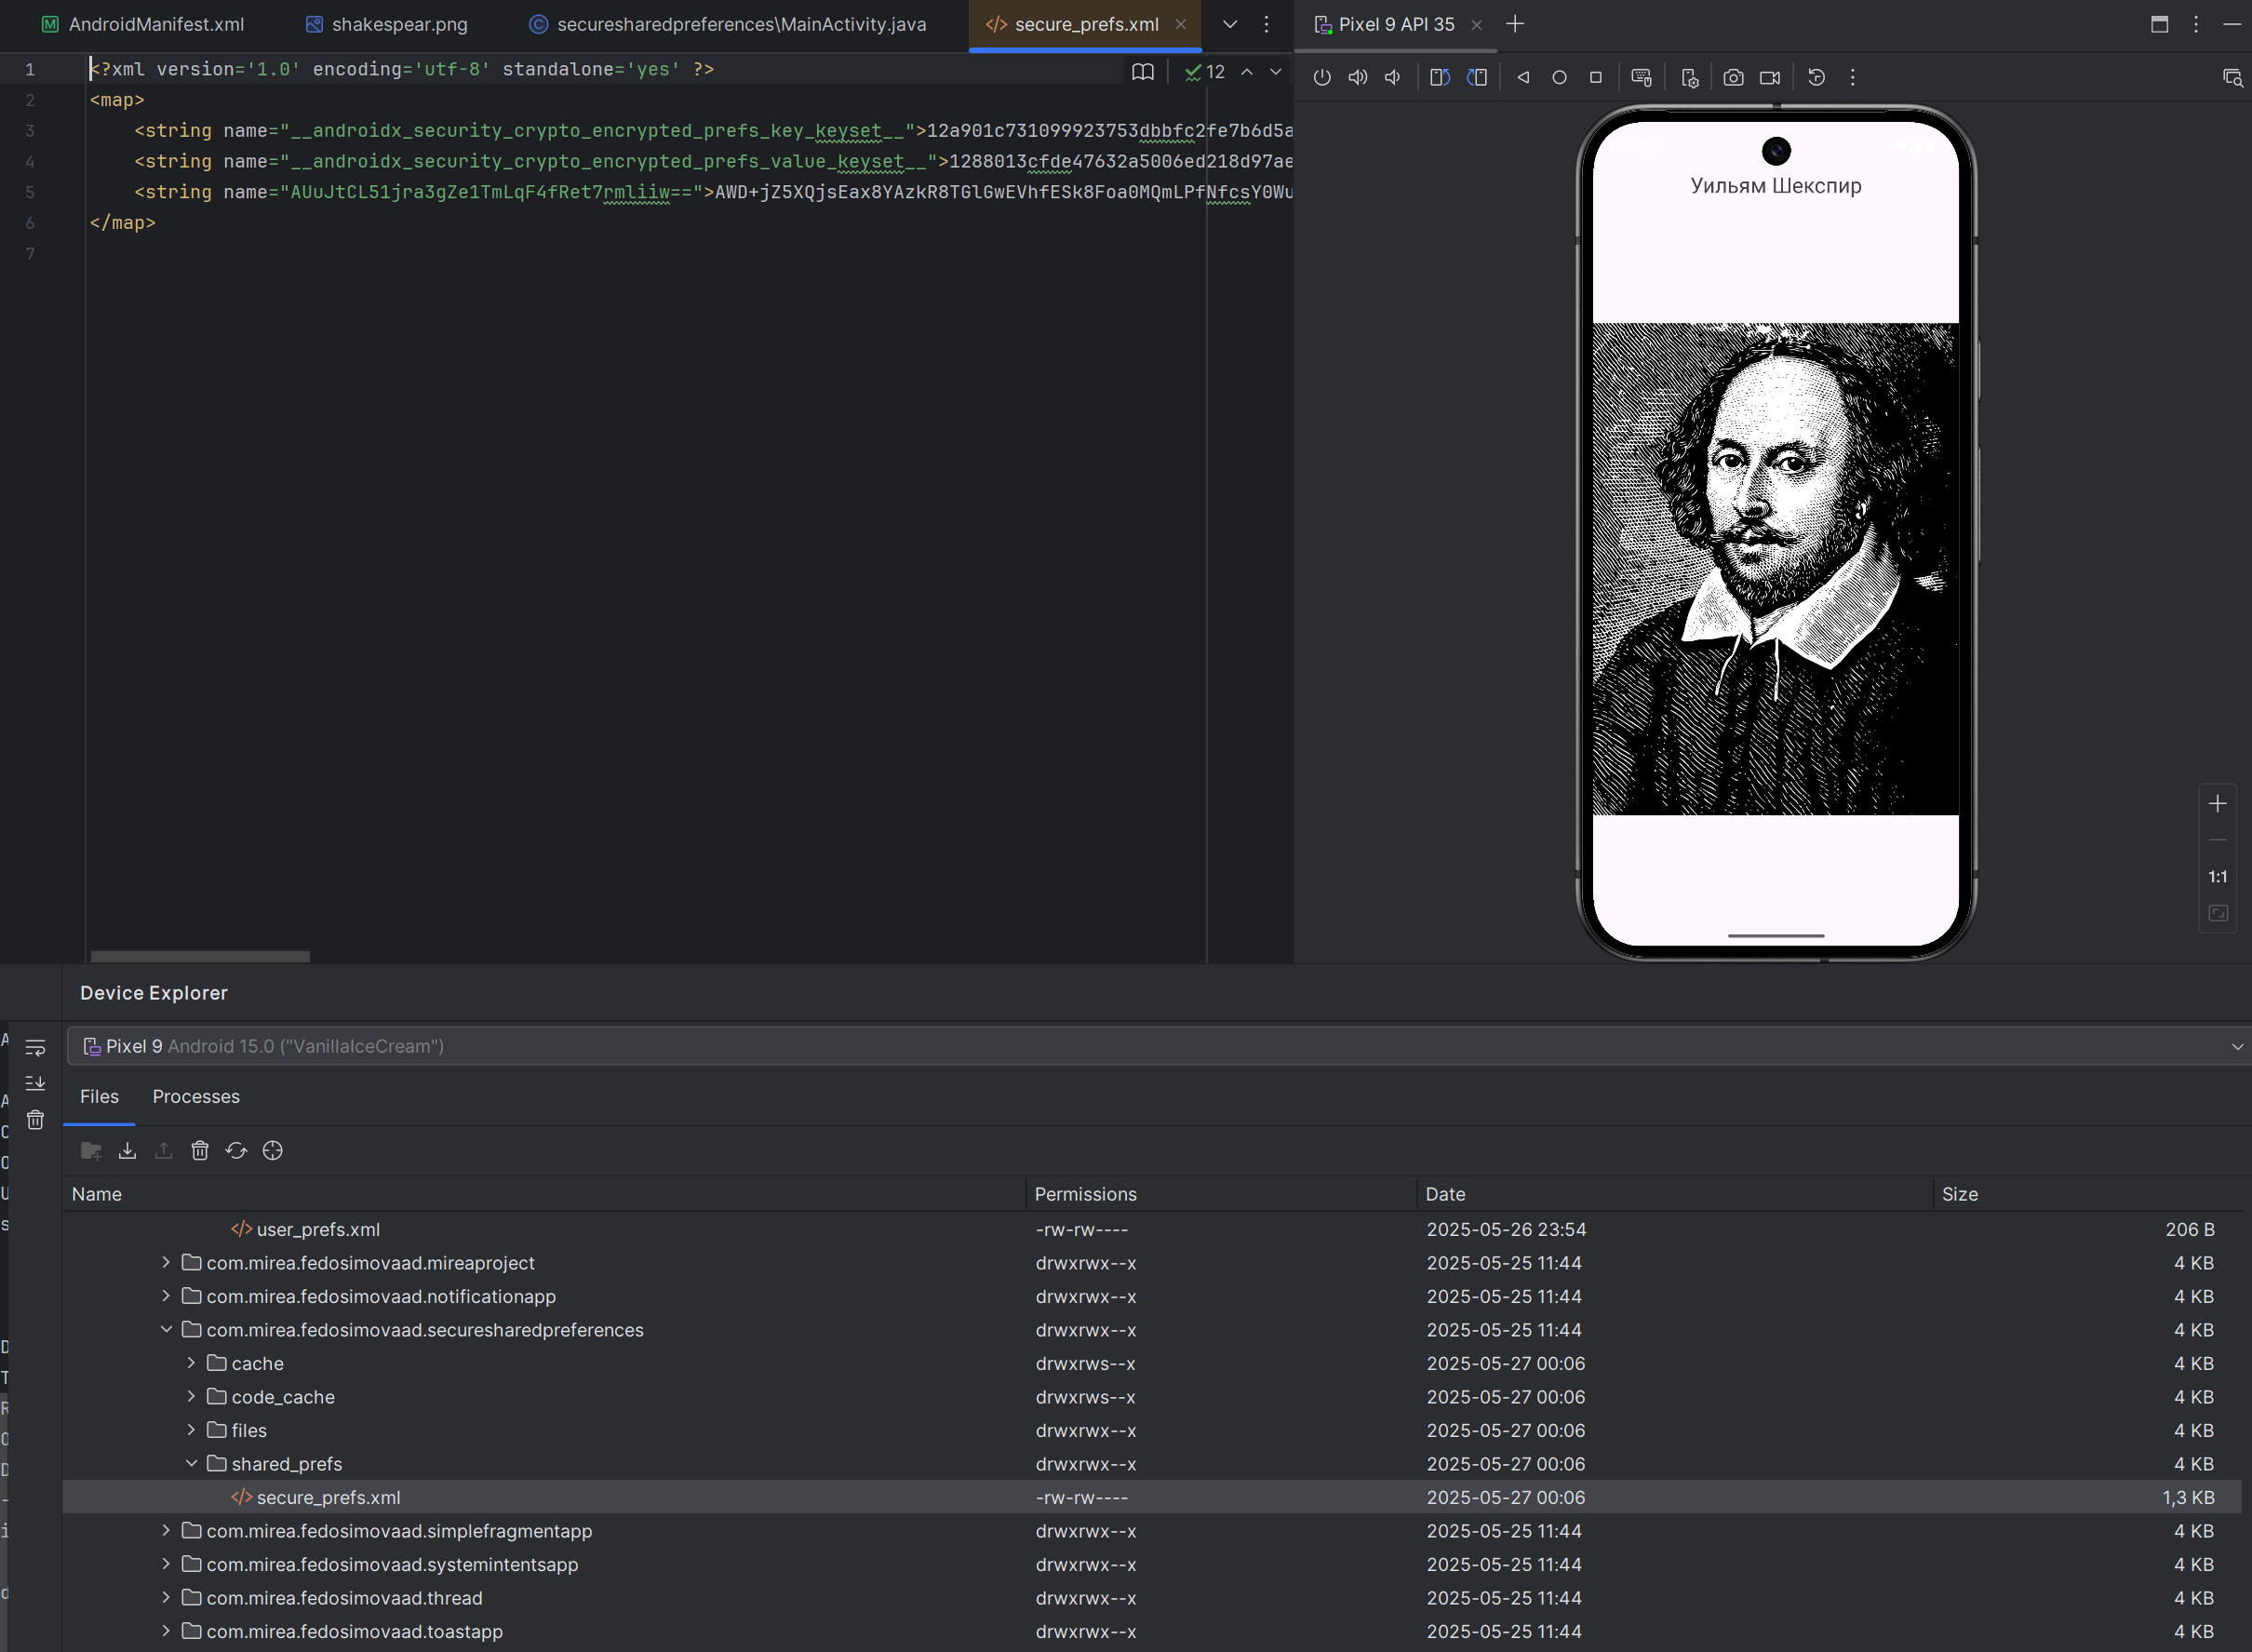 AndroidManifest.xml shakespear.png securesharedpreferences\MainActivity.java secure_prefs.xml
1 <?xml version='1.0' encoding='utf-8' standalone='yes' ?>
2 <map>
3 <string name="__androidx_security_crypto_encrypted_prefs_key_keyset__">12a901c731099923753dbbfc2fe7b6d5a
4 <string name="__androidx_security_crypto_encrypted_prefs_value_keyset__">1288013cfde47632a5006ed218d97ae
5 <string name="AUuJtCL51jra3gZe1TmLqF4fRet7rmliiw==">AWD+jZ5XQjsEax8YAzkR8TGlGwEVhfESk8Foa0MQmLPfNfcsY0Wu
6 </map>
7
12
Pixel 9 API 35
Уильям Шекспир
1:1
Device Explorer
Pixel 9 Android 15.0 ("VanillaIceCream")
Files Processes
Name Permissions Date Size
user_prefs.xml -rw-rw---- 2025-05-26 23:54 206 B
com.mirea.fedosimovaad.mireaproject drwxrwx--x 2025-05-25 11:44 4 KB
com.mirea.fedosimovaad.notificationapp drwxrwx--x 2025-05-25 11:44 4 KB
com.mirea.fedosimovaad.securesharedpreferences drwxrwx--x 2025-05-25 11:44 4 KB
cache drwxrws--x 2025-05-27 00:06 4 KB
code_cache drwxrws--x 2025-05-27 00:06 4 KB
files drwxrwx--x 2025-05-27 00:06 4 KB
shared_prefs drwxrwx--x 2025-05-27 00:06 4 KB
secure_prefs.xml -rw-rw---- 2025-05-27 00:06 1,3 KB
com.mirea.fedosimovaad.simplefragmentapp drwxrwx--x 2025-05-25 11:44 4 KB
com.mirea.fedosimovaad.systemintentsapp drwxrwx--x 2025-05-25 11:44 4 KB
com.mirea.fedosimovaad.thread drwxrwx--x 2025-05-25 11:44 4 KB
com.mirea.fedosimovaad.toastapp drwxrwx--x 2025-05-25 11:44 4 KB